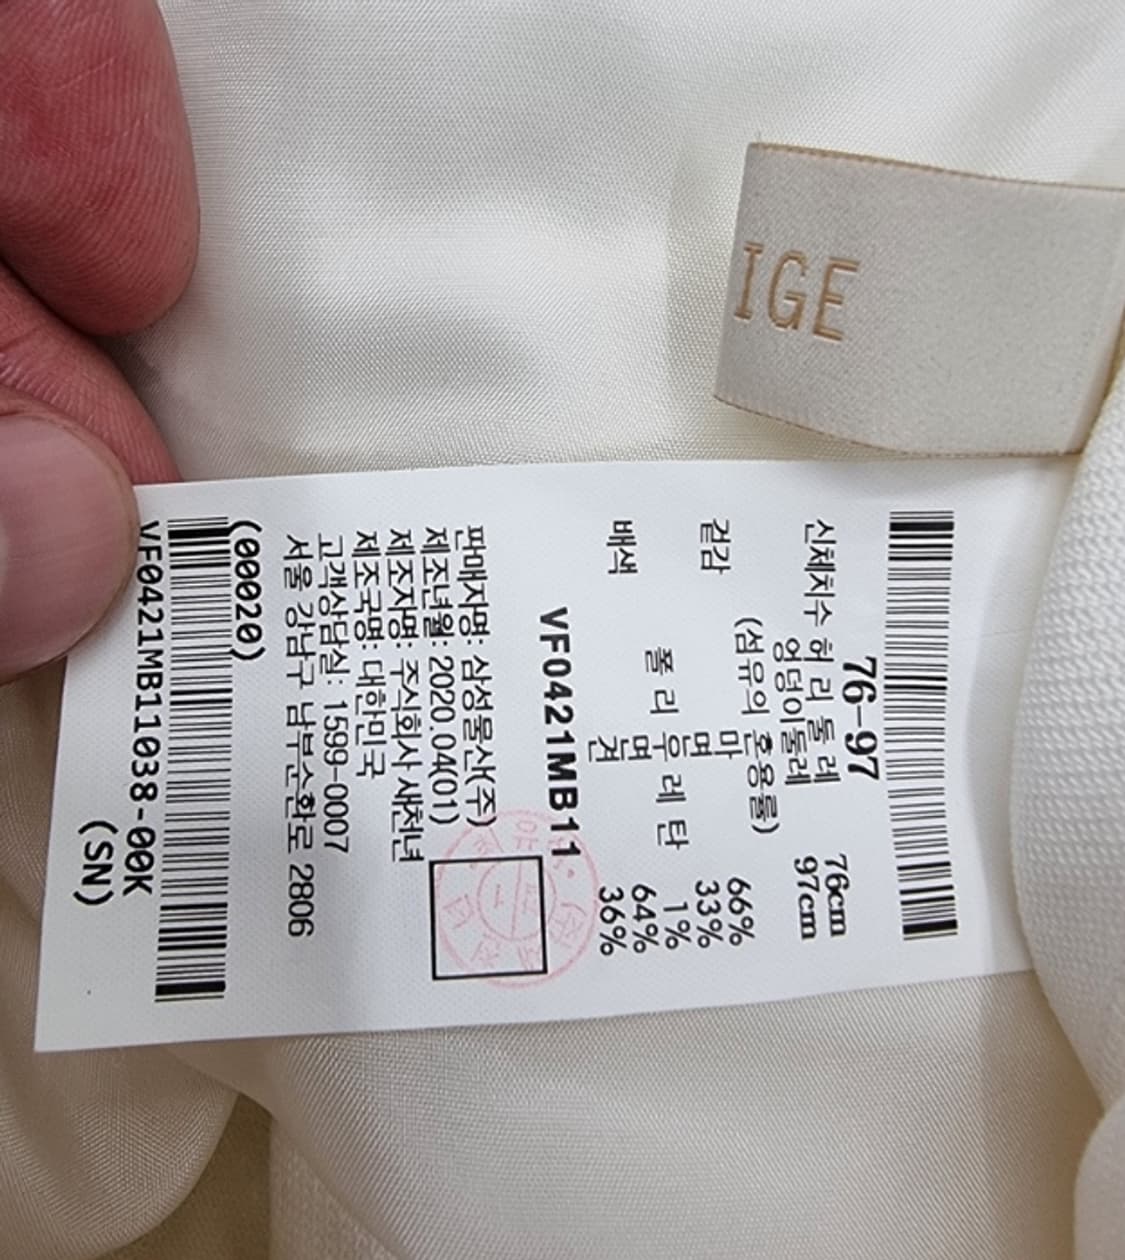 IGE
76-97
신체치수 허 리 둘 레 76cm
엉덩이둘레 97cm
(섬유의 혼용률)
겉감 마 66%
면 33%
폴 리 우 레 탄 1%
배색 면 64%
견 36%
VF0421MB11
판매자명: 삼성물산(주)
제조년월: 2020.04(01)
제조자명: 주식회사 새천년
제조국명: 대한민국
고객상담실: 1599-0007
서울 강남구 남부순환로 2806
(00020)
VF0421MB11038-00K
(SN)